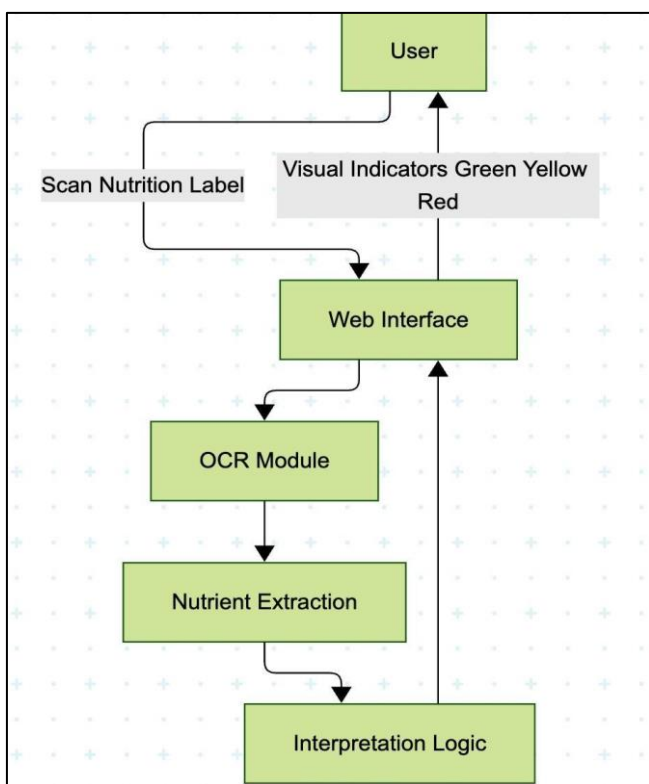 User
Scan Nutrition Label
Visual Indicators Green Yellow
Red
Web Interface
OCR Module
Nutrient Extraction
Interpretation Logic